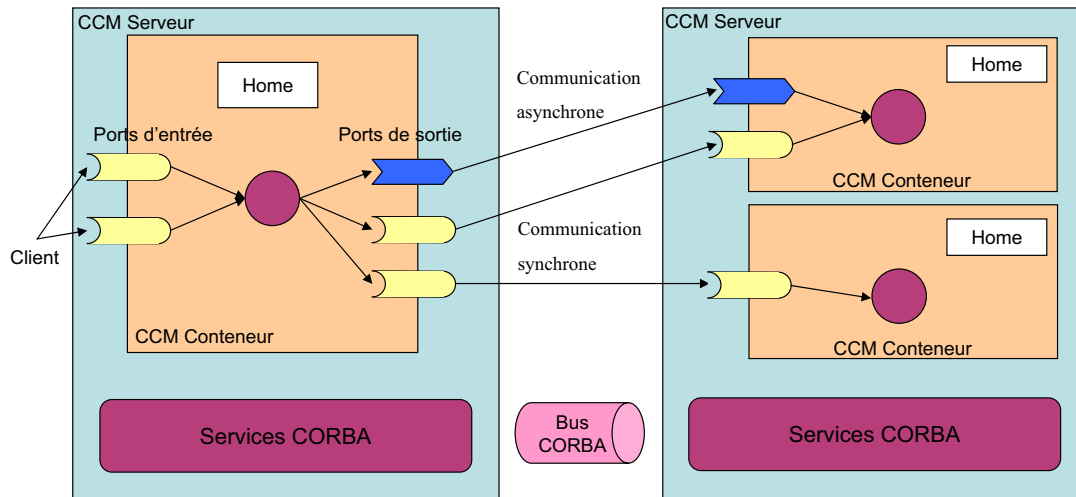 CCM Serveur
Home
Ports d'entrée
Ports de sortie
Client
CCM Conteneur
Services CORBA
Communication
asynchrone
Communication
synchrone
Bus
CORBA
CCM Serveur
Home
CCM Conteneur
Home
CCM Conteneur
Services CORBA